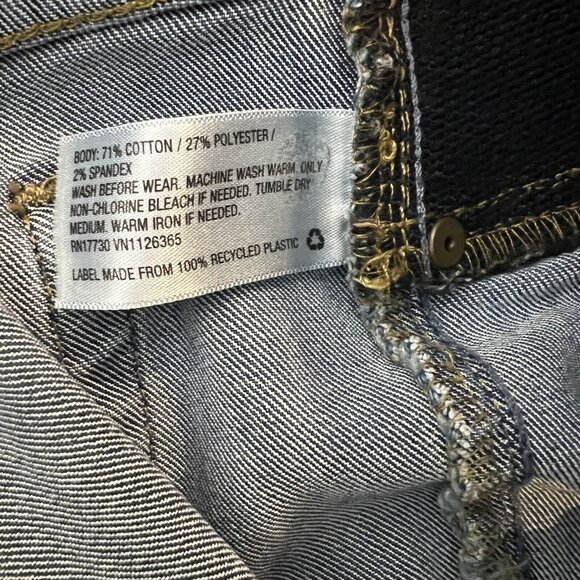 BODY: 71% COTTON / 27% POLYESTER /
2% SPANDEX
WASH BEFORE WEAR. MACHINE WASH WARM. ONLY
NON-CHLORINE BLEACH IF NEEDED. TUMBLE DRY
MEDIUM. WARM IRON IF NEEDED.
RN17730 VN1126365
LABEL MADE FROM 100% RECYCLED PLASTIC